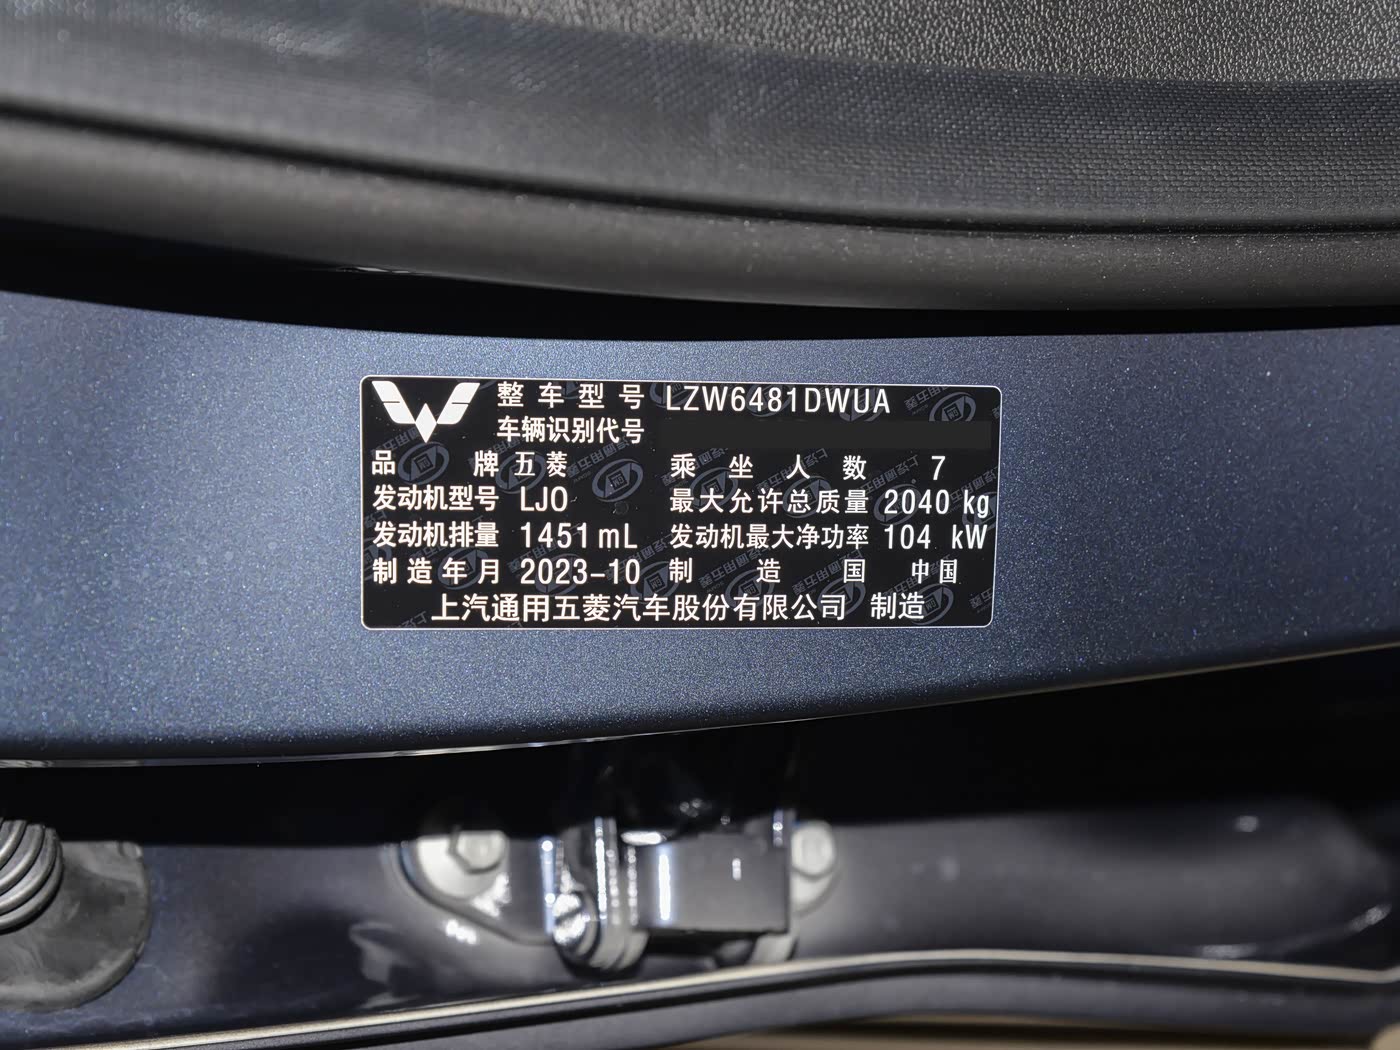 整车型号 LZW6481DWUA
车辆识别代号
品牌 五菱 乘坐人数 7
发动机型号 LJO 最大允许总质量 2040 kg
发动机排量 1451 mL 发动机最大净功率 104 kW
制造年月 2023-10 制造国 中国
上汽通用五菱汽车股份有限公司 制造